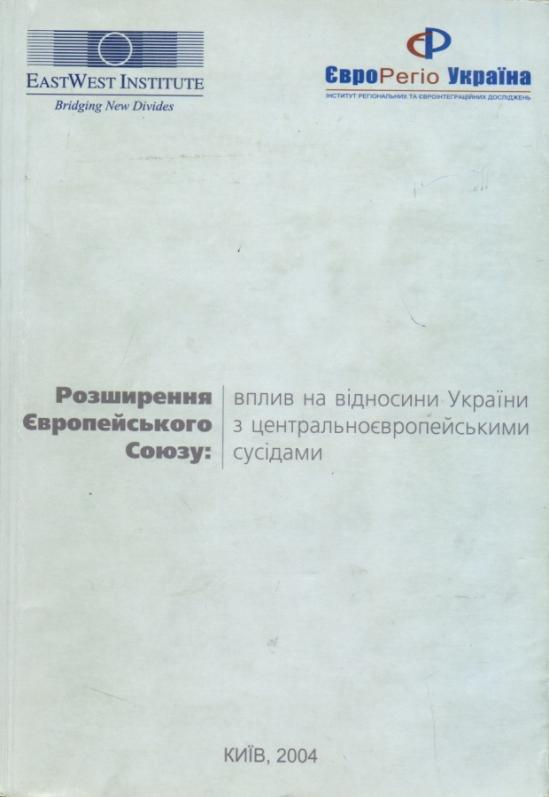 EASTWEST INSTITUTE
Bridging New Divides
ЄвроРегіо Україна
ІНСТИТУТ РЕГІОНАЛЬНИХ ТА ЄВРОІНТЕГРАЦІЙНИХ ДОСЛІДЖЕНЬ
Розширення
Європейського
Союзу:
вплив на відносини України
з центральноєвропейськими
сусідами
КИЇВ, 2004